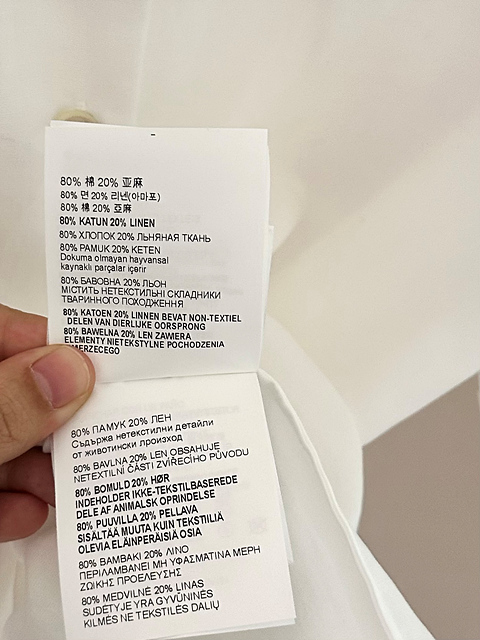 80% 棉 20% 亚麻
80% 면 20% 리넨(아마포)
80% 棉 20% 亞麻
80% KATUN 20% LINEN
80% ХЛОПОК 20% ЛЬНЯНАЯ ТКАНЬ
80% PAMUK 20% KETEN
Dokuma olmayan hayvansal
kaynaklı parçalar içerir
80% БАВОВНА 20% ЛЬОН
МІСТИТЬ НЕТЕКСТИЛЬНІ СКЛАДНИКИ
ТВАРИННОГО ПОХОДЖЕННЯ
80% KATOEN 20% LINNEN BEVAT NON-TEXTIEL
DELEN VAN DIERLIJKE OORSPRONG
80% BAWEŁNA 20% LEN ZAWIERA
ELEMENTY NIETEKSTYLNE POCHODZENIA
80% ПАМУК 20% ЛЕН
Съдържа нетекстилни детайли
от животински произход
80% BAVLNA 20% LEN OBSAHUJE
NETEXTILNÍ ČÁSTI ZVÍŘECÍHO PŮVODU
80% BOMULD 20% HØR
INDEHOLDER IKKE-TEKSTILBASEREDE
DELE AF ANIMALSK OPRINDELSE
80% PUUVILLA 20% PELLAVA
SISÄLTÄÄ MUUTA KUIN TEKSTIILIÄ
OLEVIA ELÄINPERÄISIÄ OSIA
80% ΒΑΜΒΑΚΙ 20% ΛΙΝΟ
ΠΕΡΙΛΑΜΒΑΝΕΙ ΜΗ ΥΦΑΣΜΑΤΙΝΑ ΜΕΡΗ
ΖΩΙΚΗΣ ΠΡΟΕΛΕΥΣΗΣ
80% MEDVILNĖ 20% LINAS
SUDĖTYJE YRA GYVŪNINĖS
KILMĖS NE TEKSTILĖS DALIŲ